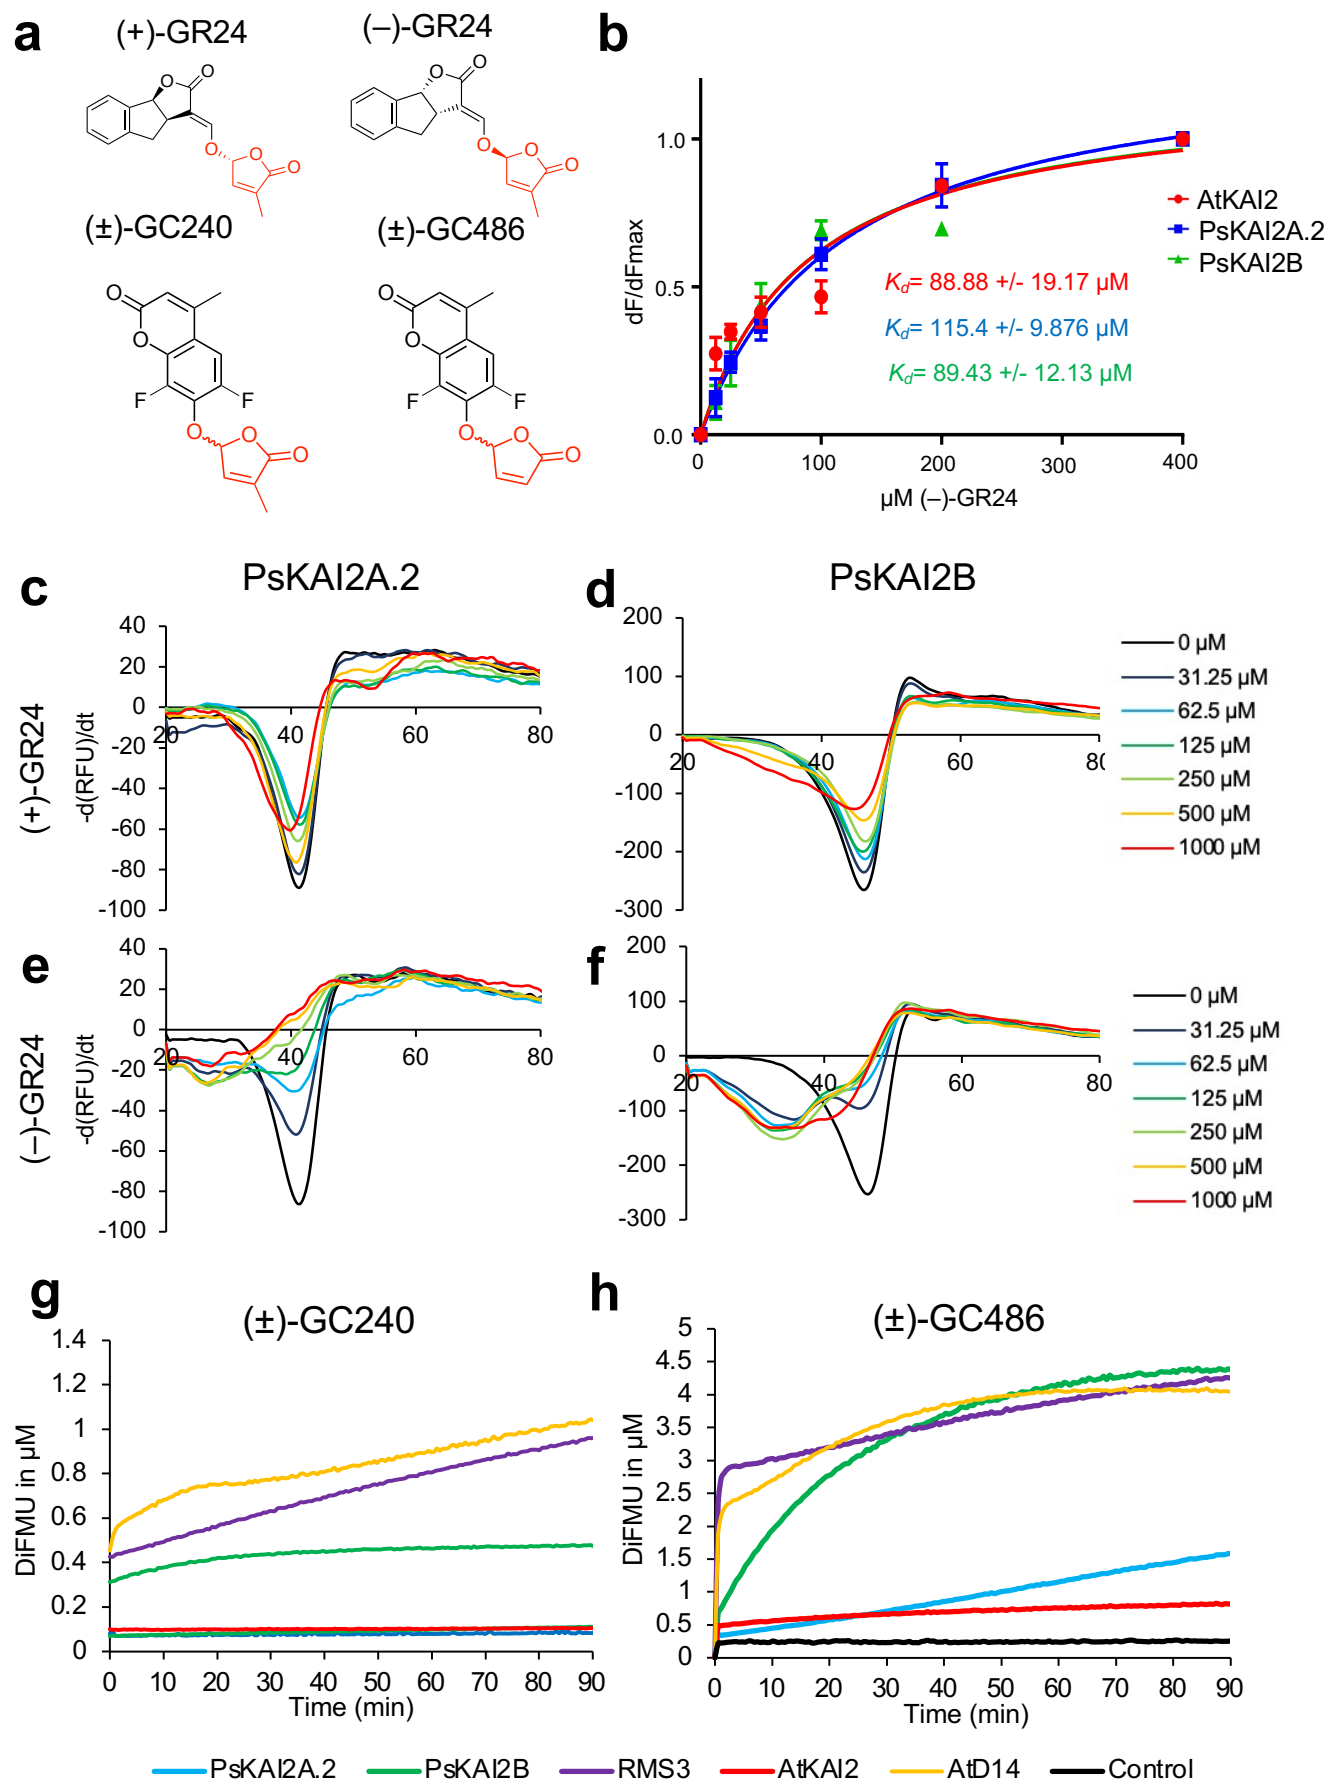 a
(+)-GR24
(–)-GR24
O
O
O
O
O
O
O
O
O
O
(±)-GC240
(±)-GC486
O
O
F
F
O
O
O
O
O
F
F
O
O
O
b
dF/dFmax
1.0
0.5
0.0
0
100
200
300
400
µM (–)-GR24
AtKAI2
PsKAI2A.2
PsKAI2B
Kd= 88.88 +/- 19.17 µM
Kd= 115.4 +/- 9.876 µM
Kd= 89.43 +/- 12.13 µM
c
PsKAI2A.2
(+)-GR24
-d(RFU)/dt
40
20
0
-20
-40
-60
-80
-100
20
40
60
80
d
PsKAI2B
200
100
0
-100
-200
-300
20
40
60
80
0 µM
31.25 µM
62.5 µM
125 µM
250 µM
500 µM
1000 µM
e
(–)-GR24
-d(RFU)/dt
40
20
0
-20
-40
-60
-80
-100
20
40
60
80
f
200
100
0
-100
-200
-300
20
40
60
80
0 µM
31.25 µM
62.5 µM
125 µM
250 µM
500 µM
1000 µM
g
(±)-GC240
DiFMU in µM
1.4
1.2
1
0.8
0.6
0.4
0.2
0
0 10 20 30 40 50 60 70 80 90
Time (min)
h
(±)-GC486
DiFMU in µM
5
4.5
4
3.5
3
2.5
2
1.5
1
0.5
0
0 10 20 30 40 50 60 70 80 90
Time (min)
PsKAI2A.2 PsKAI2B RMS3 AtKAI2 AtD14 Control